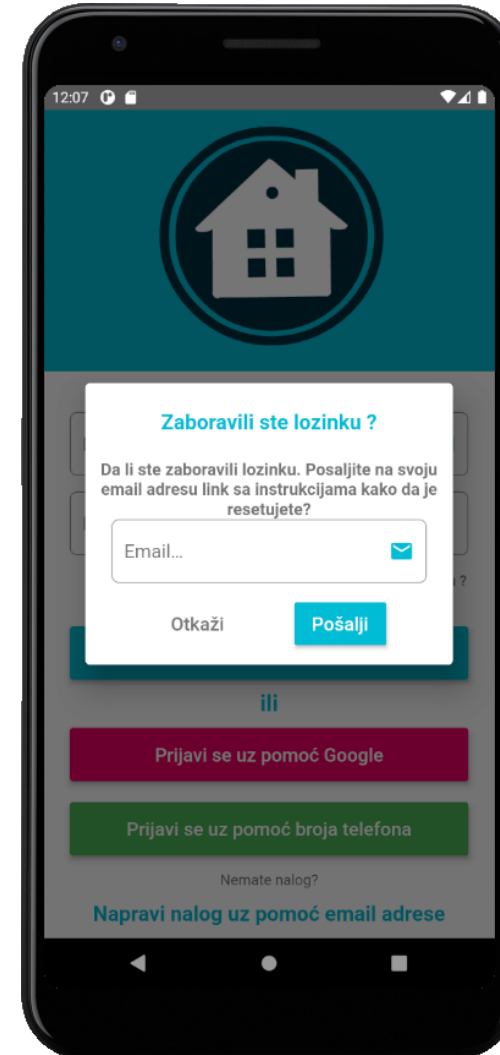 12:07
Zaboravili ste lozinku ?
Da li ste zaboravili lozinku. Posaljite na svoju
email adresu link sa instrukcijama kako da je
resetujete?
Email...
?
Otkaži
Pošalji
ili
Prijavi se uz pomoć Google
Prijavi se uz pomoć broja telefona
Nemate nalog?
Napravi nalog uz pomoć email adrese